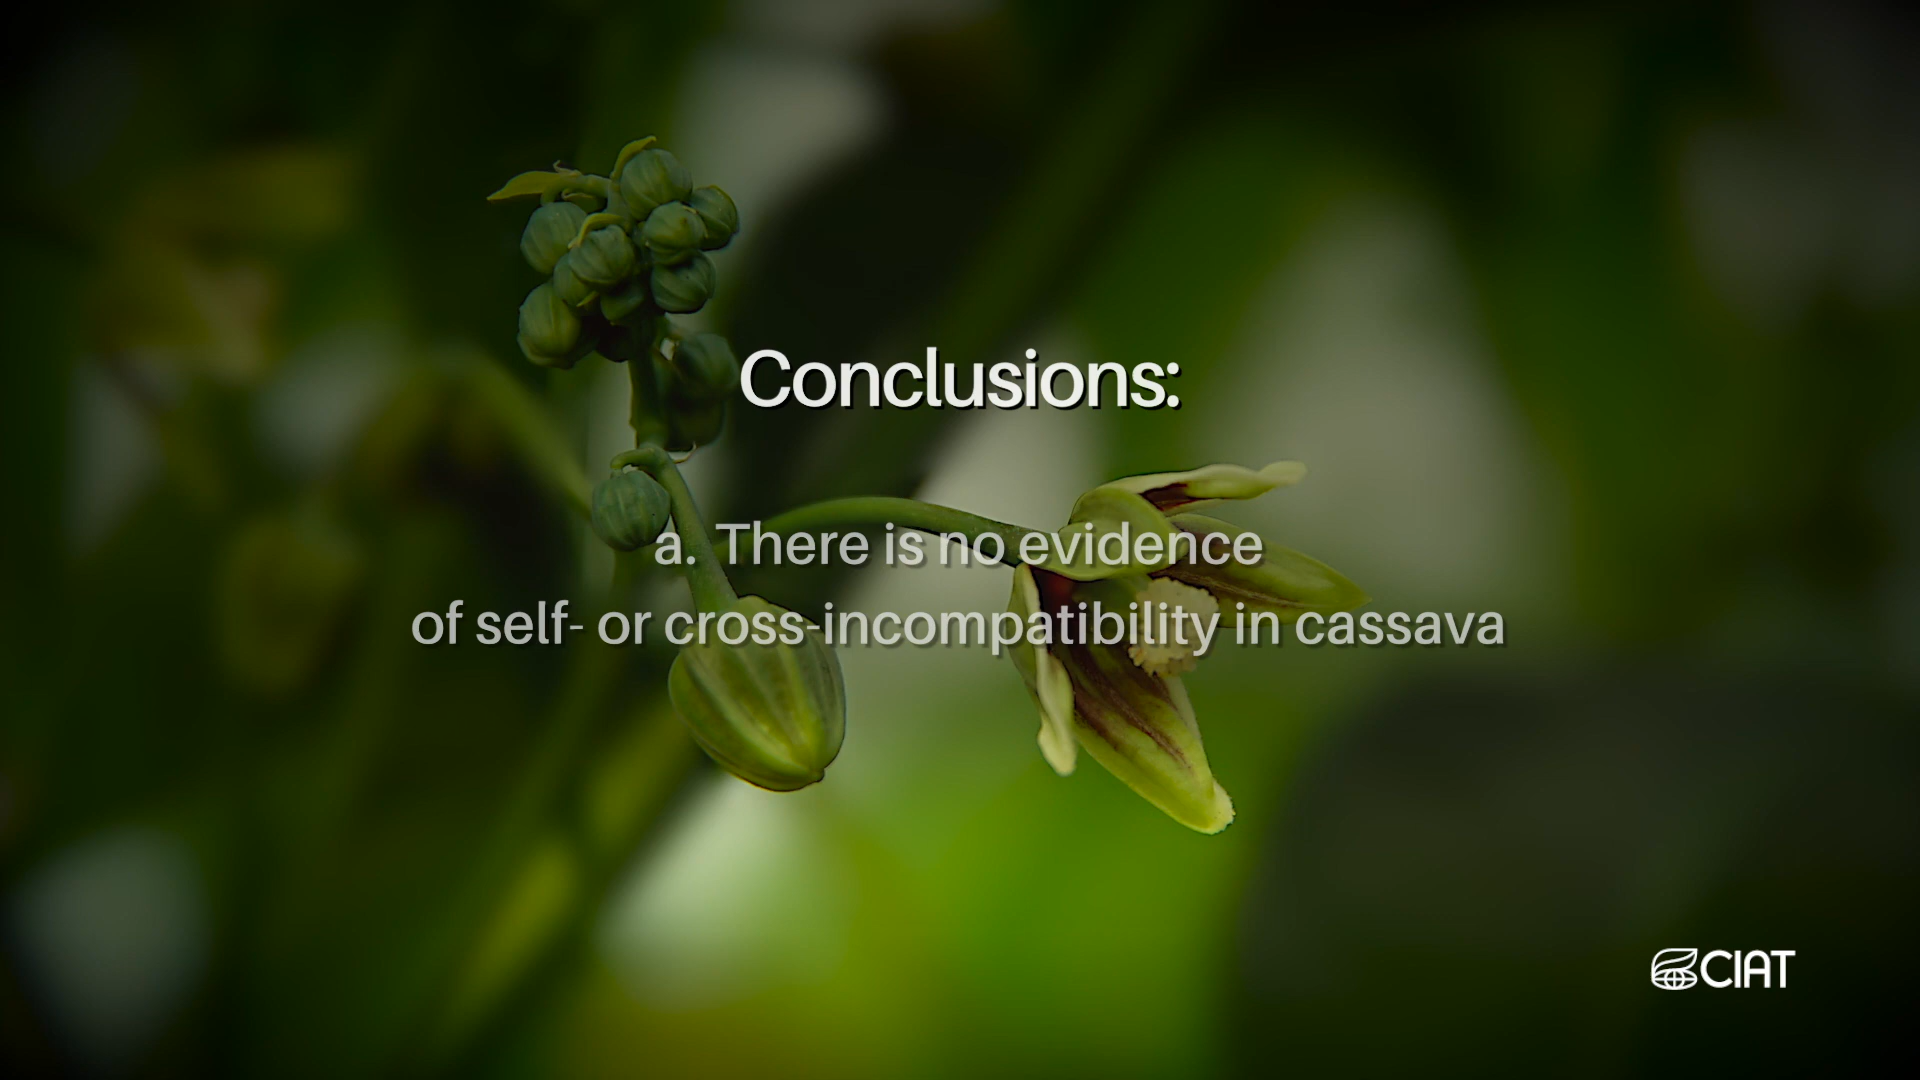 Conclusions:
a. There is no evidence
of self- or cross-incompatibility in cassava
CIAT